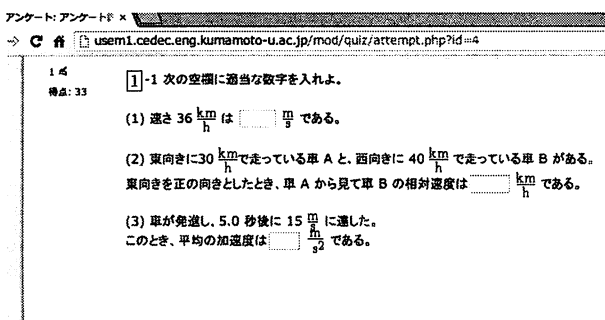 アンケート: アンケート ×
usem1.cedec.eng.kumamoto-u.ac.jp/mod/quiz/attempt.php?id=4
1
得点: 33
1-1 次の空欄に適当な数字を入れよ。
(1) 速さ 36 km/h は m/s である。
(2) 東向きに30 km/hで走っている車 A と、西向きに 40 km/h で走っている車 B がある。
東向きを正の向きとしたとき、車 A から見て車 B の相対速度は km/h である。
(3) 車が発進し、5.0 秒後に 15 m/s に達した。
このとき、平均の加速度は m/s² である。